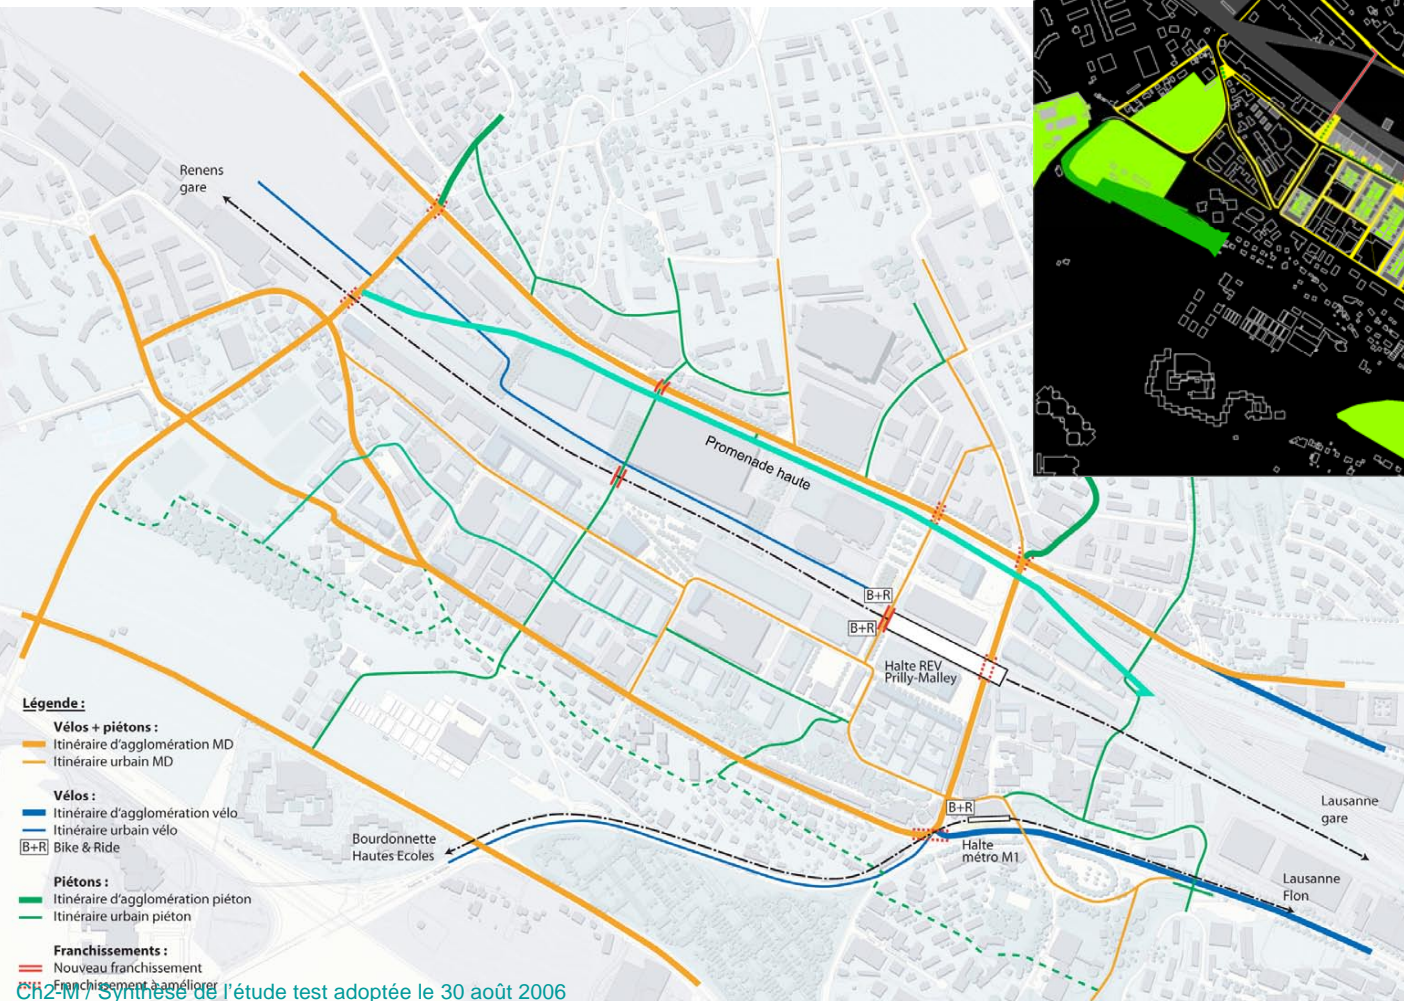 Renens
gare
Promenade haute
B+R
B+R
Halte REV
Prilly-Malley
Légende :
Vélos + piétons :
Itinéraire d'agglomération MD
Itinéraire urbain MD
Vélos :
Itinéraire d'agglomération vélo
Itinéraire urbain vélo
B+R Bike & Ride
Piétons :
Itinéraire d'agglomération piéton
Itinéraire urbain piéton
Franchissements :
Nouveau franchissement
Franchissement à améliorer
Bourdonnette
Hautes Ecoles
B+R
Halte
métro M1
Lausanne
gare
Lausanne
Flon
Ch2-M / Synthèse de l'étude test adoptée le 30 août 2006